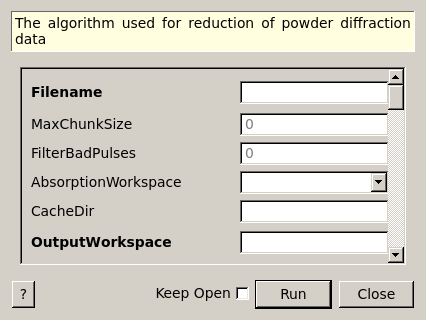 The algorithm used for reduction of powder diffraction
data
Filename
MaxChunkSize 0
FilterBadPulses 0
AbsorptionWorkspace
CacheDir
OutputWorkspace
? Keep Open Run Close